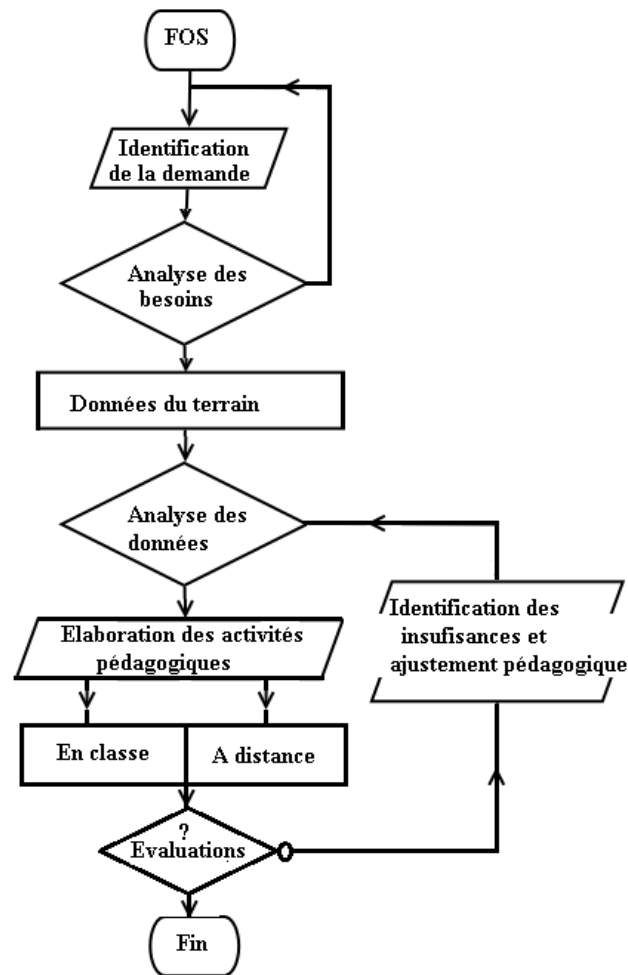 FOS
Identification
de la demande
Analyse des
besoins
Données du terrain
Analyse des
données
Identification des
insufisances et
ajustement pédagogique
Elaboration des activités
pédagogiques
En classe
A distance
?
Evaluations
Fin